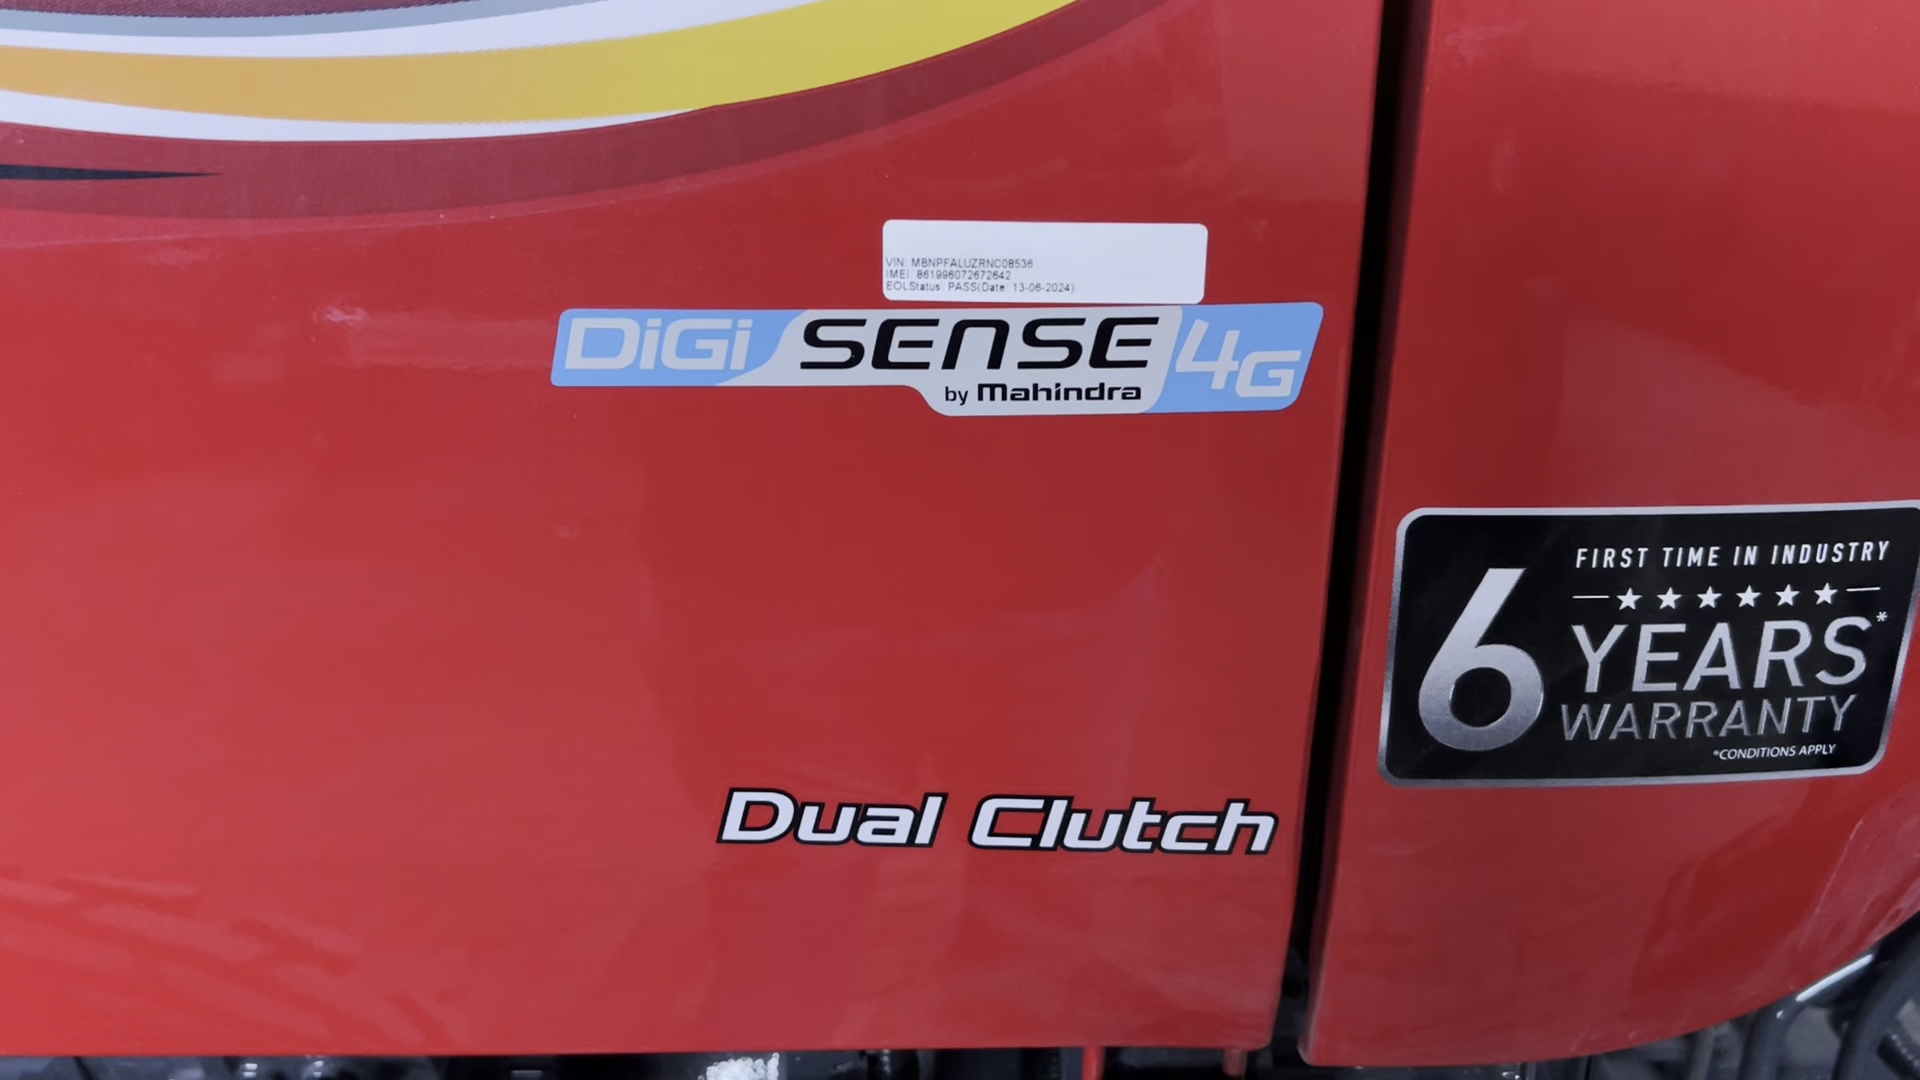 VIN: MBNPFALUZRNC08536
IMEI: 861996072672642
EOLStatus: PASS(Date: 13-06-2024)
DiGi SENSE 4G
by Mahindra
FIRST TIME IN INDUSTRY
6 YEARS*
WARRANTY
*CONDITIONS APPLY
Dual Clutch